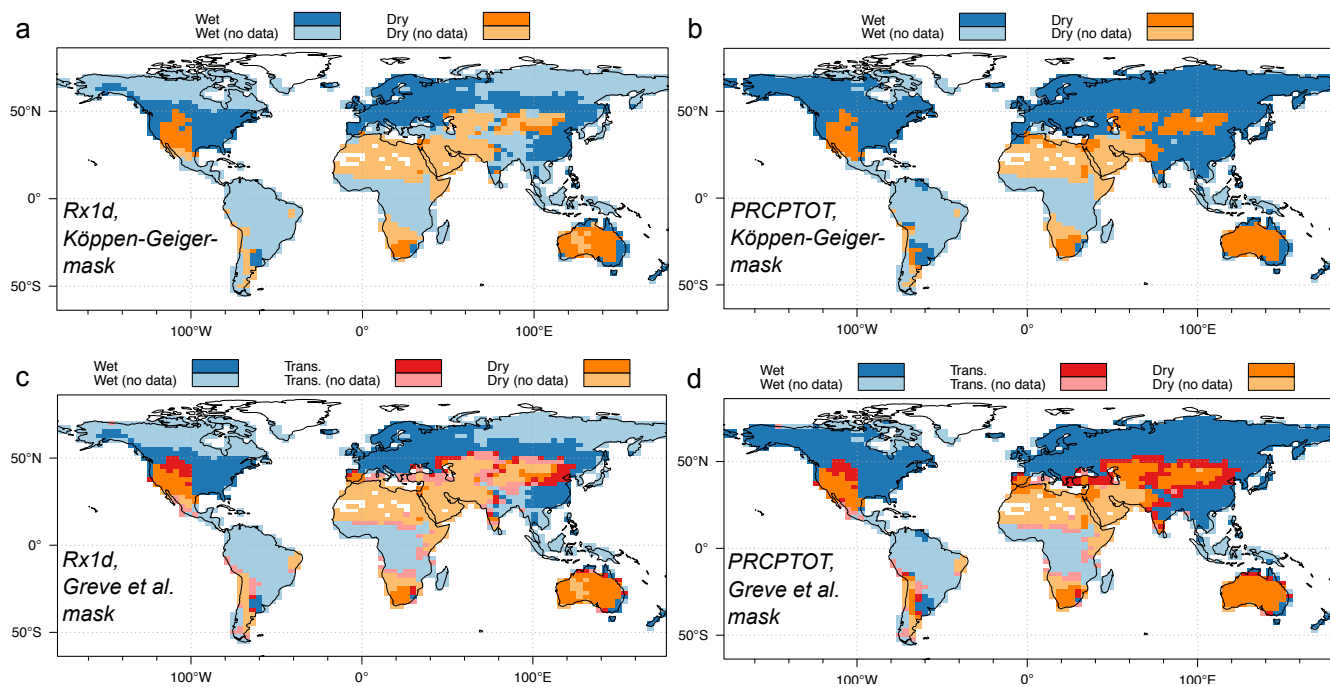 a
Wet
Wet (no data)
Dry
Dry (no data)
50°N
0°
50°S
Rx1d,
Köppen-Geiger-
mask
100°W
0°
100°E
b
Wet
Wet (no data)
Dry
Dry (no data)
50°N
0°
50°S
PRCPTOT,
Köppen-Geiger-
mask
100°W
0°
100°E
c
Wet
Wet (no data)
Trans.
Trans. (no data)
Dry
Dry (no data)
50°N
0°
50°S
Rx1d,
Greve et al.
mask
100°W
0°
100°E
d
Wet
Wet (no data)
Trans.
Trans. (no data)
Dry
Dry (no data)
50°N
0°
50°S
PRCPTOT,
Greve et al.
mask
100°W
0°
100°E